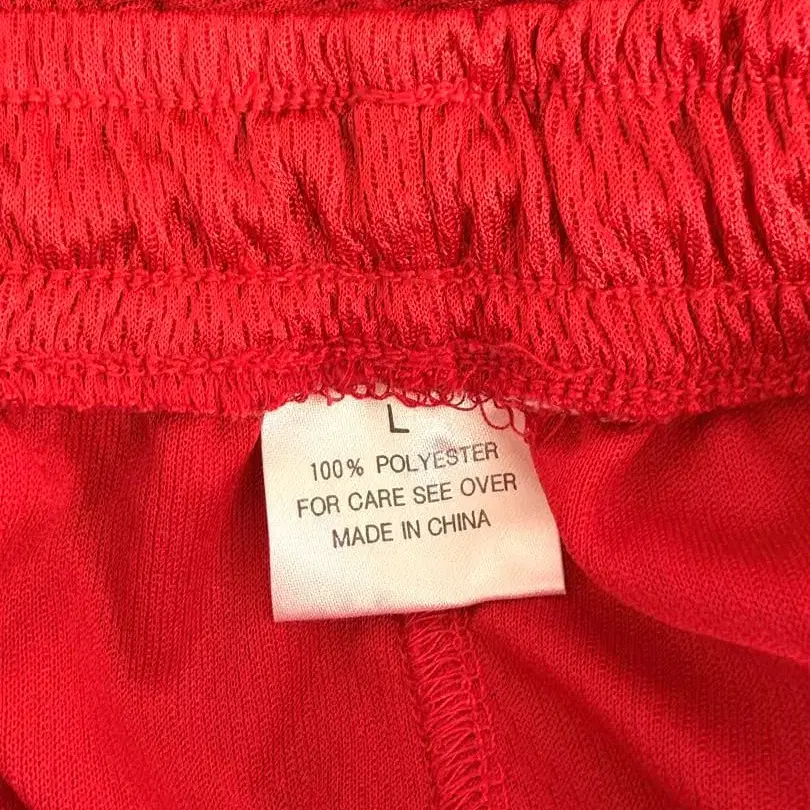 L
100% POLYESTER
FOR CARE SEE OVER
MADE IN CHINA